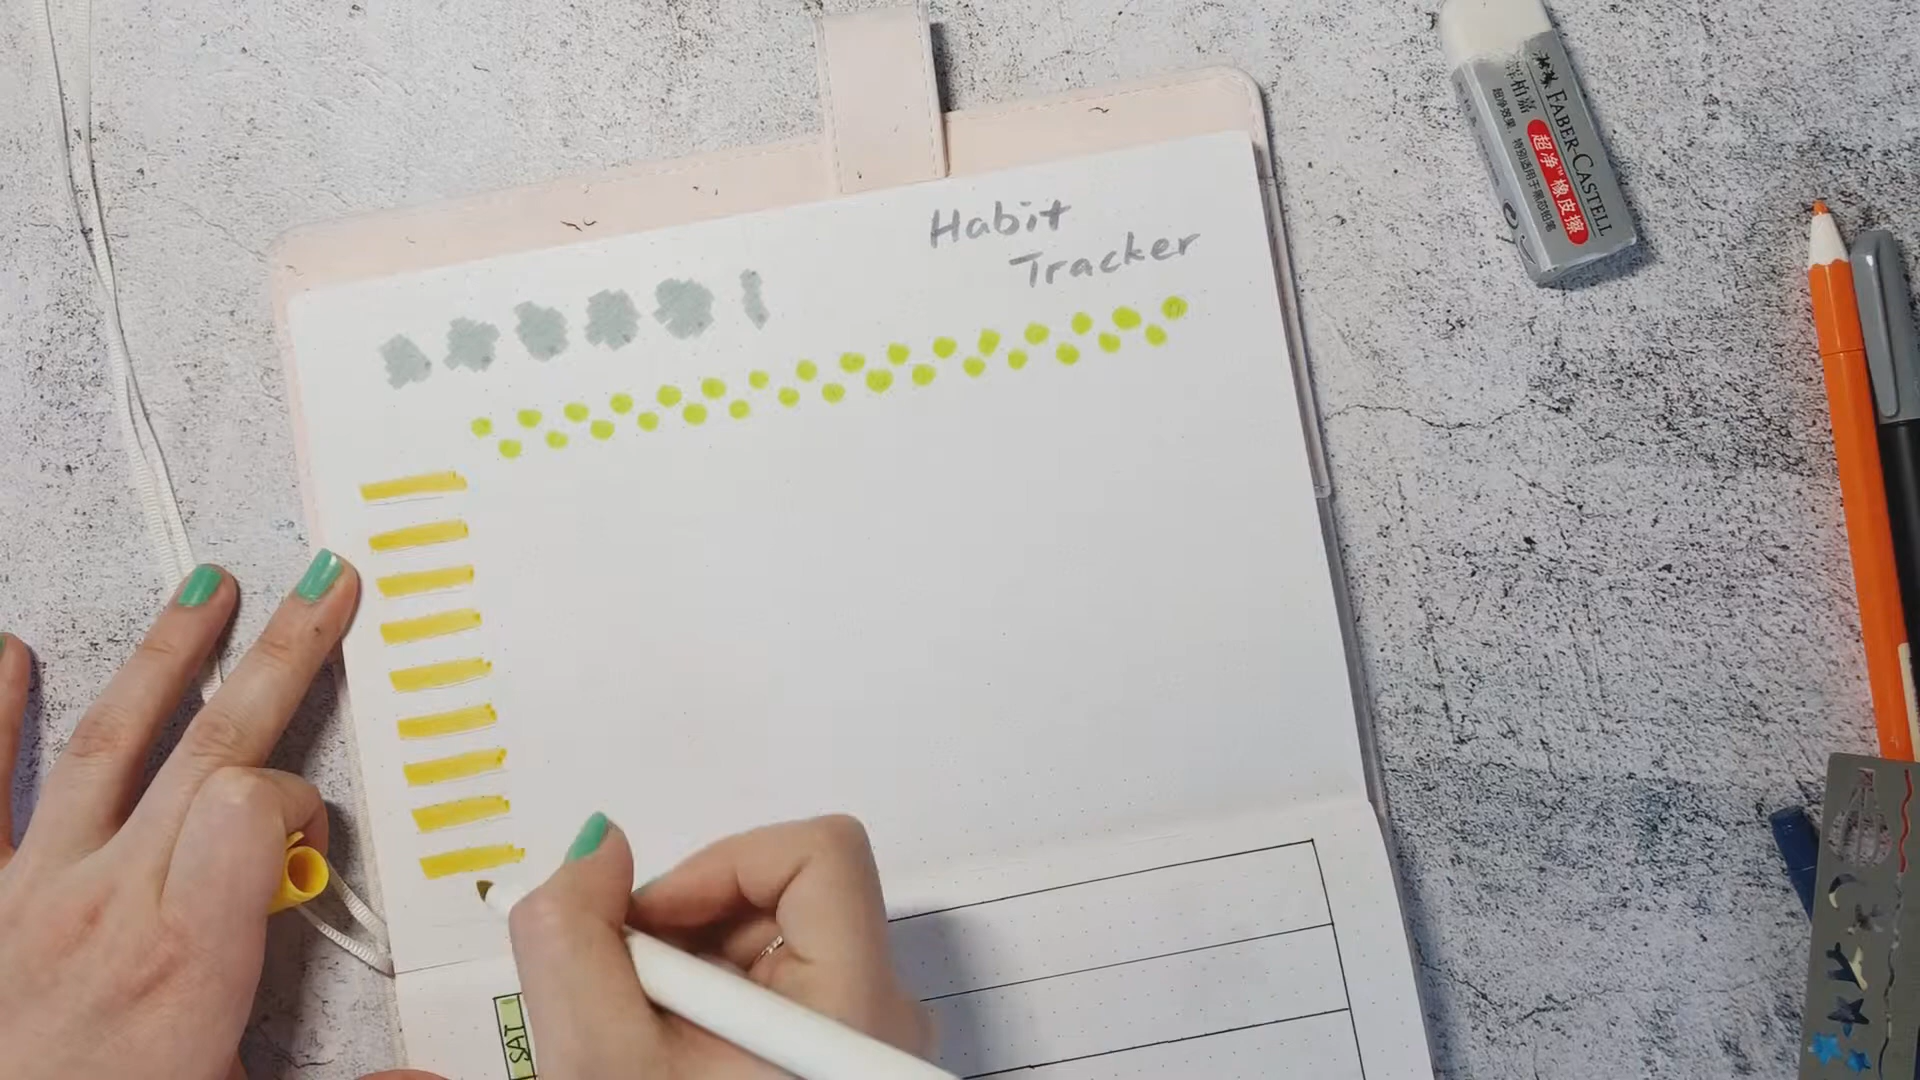 Habit
Tracker
FABER-CASTELL
超净 橡皮擦
SAT